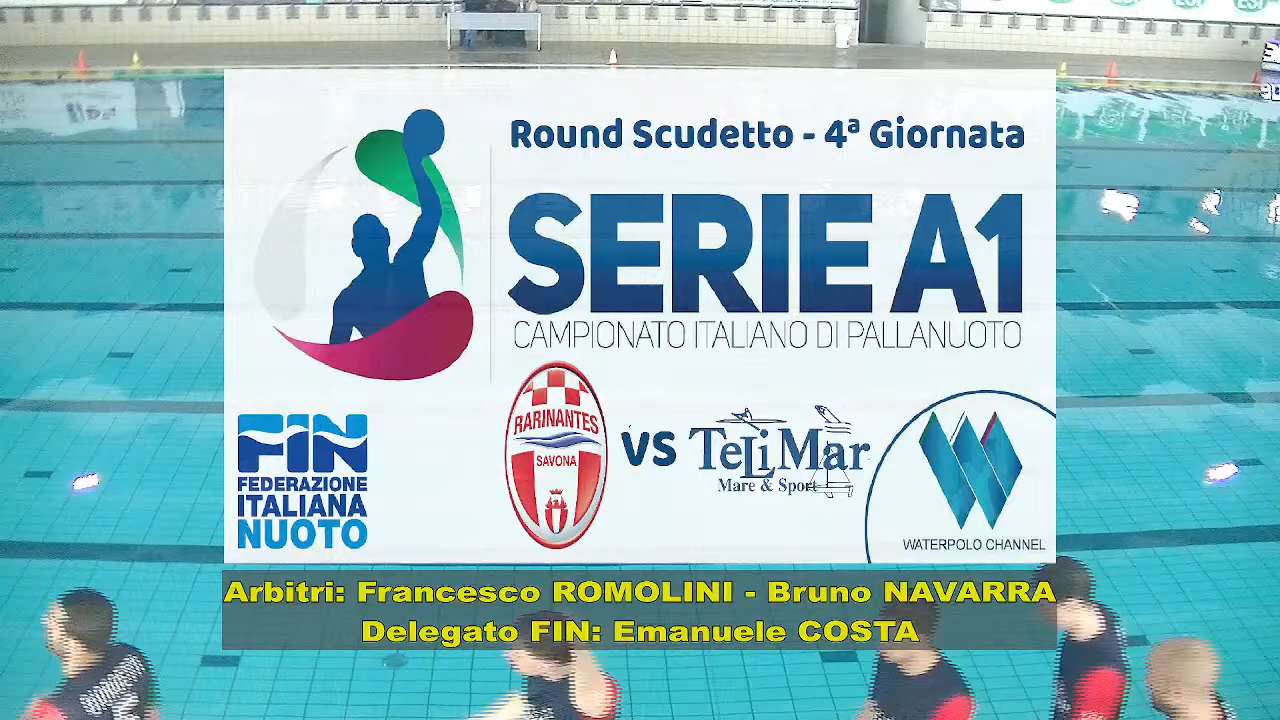 Round Scudetto - 4ª Giornata
SERIE A1
CAMPIONATO ITALIANO DI PALLANUOTO
FIN
FEDERAZIONE
ITALIANA
NUOTO
RARINANTES
SAVONA
VS
TeLiMar
Mare & Sport
WATERPOLO CHANNEL
Arbitri: Francesco ROMOLINI - Bruno NAVARRA
Delegato FIN: Emanuele COSTA